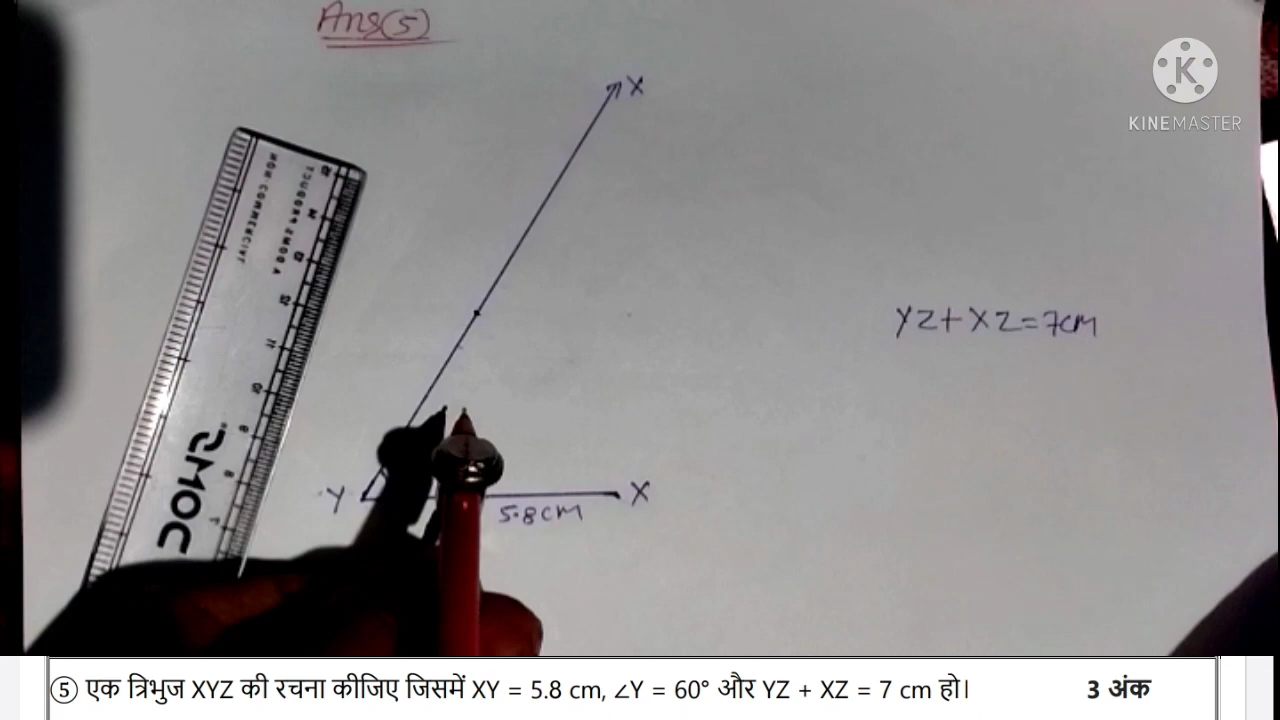 Ans(5)
X
KINEMASTER
YZ+XZ=7cm
Y
X
5.8cm
⑤ एक त्रिभुज XYZ की रचना कीजिए जिसमें XY = 5.8 cm, ∠Y = 60° और YZ + XZ = 7 cm हो।
3 अंक